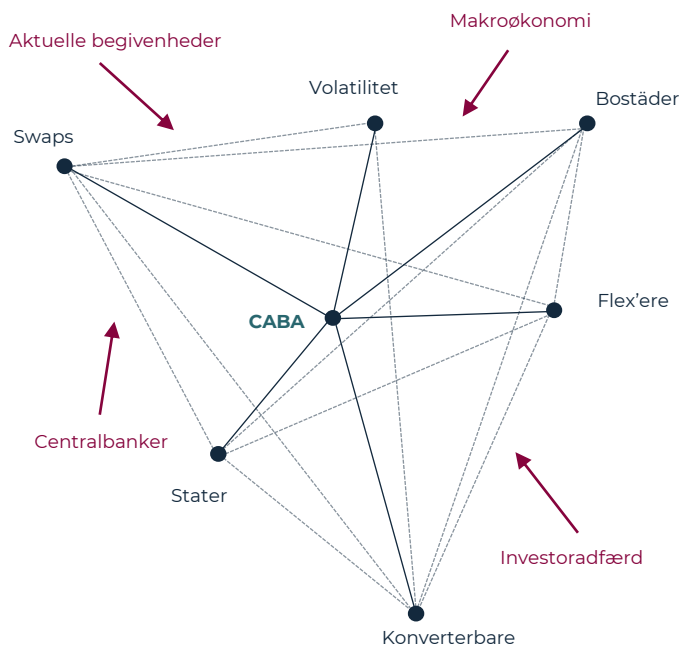 Makroøkonomi
Aktuelle begivenheder
Volatilitet
Bostäder
Swaps
Flex’ere
CABA
Centralbanker
Stater
Investoradfærd
Konverterbare